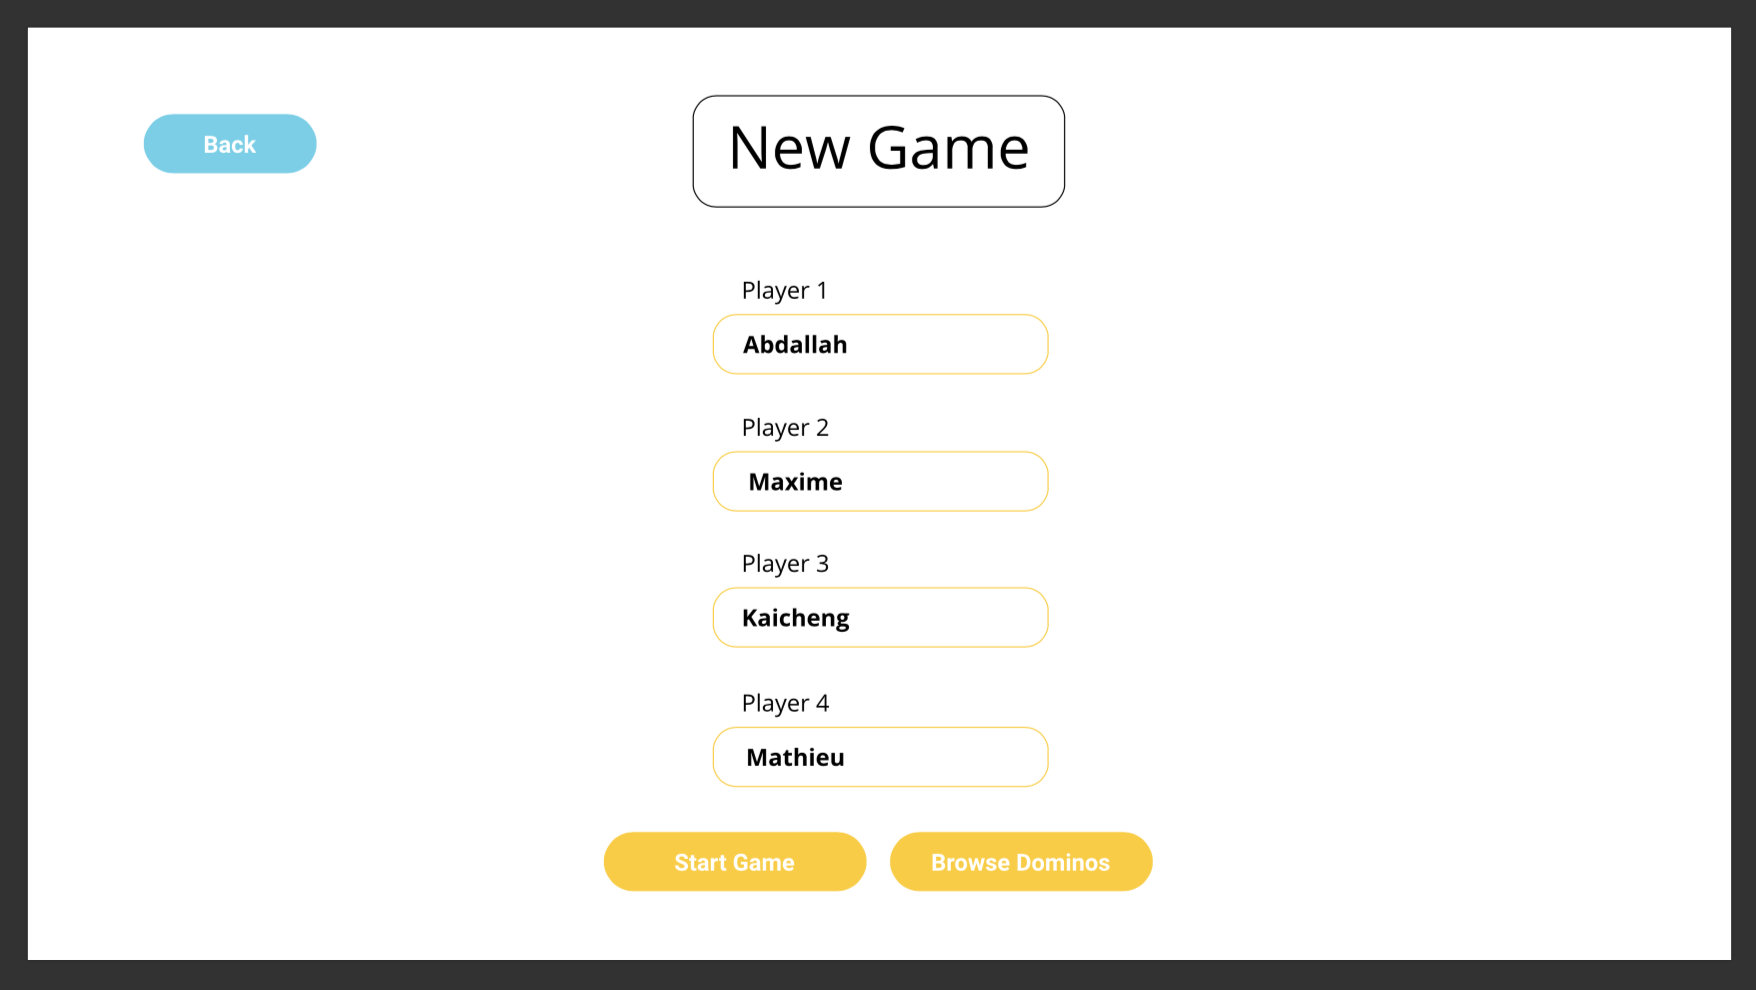 Back
New Game
Player 1
Abdallah
Player 2
Maxime
Player 3
Kaicheng
Player 4
Mathieu
Start Game
Browse Dominos